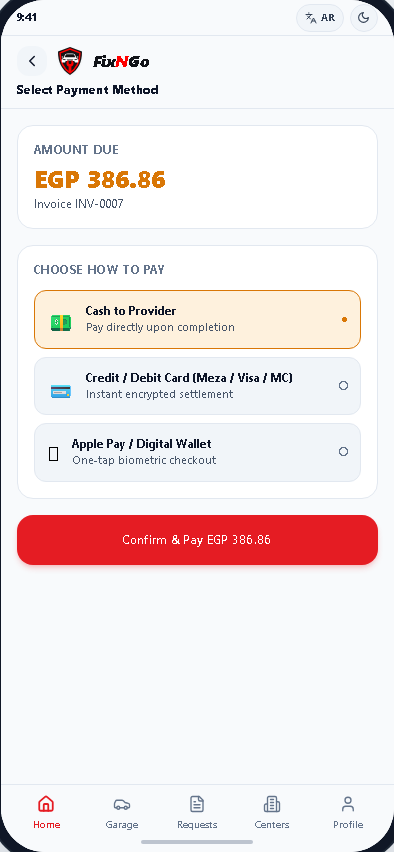 9:41
AR
FixNGo
Select Payment Method
AMOUNT DUE
EGP 386.86
Invoice INV-0007
CHOOSE HOW TO PAY
Cash to Provider
Pay directly upon completion
Credit / Debit Card (Meza / Visa / MC)
Instant encrypted settlement
Apple Pay / Digital Wallet
One-tap biometric checkout
Confirm & Pay EGP 386.86
Home Garage Requests Centers Profile